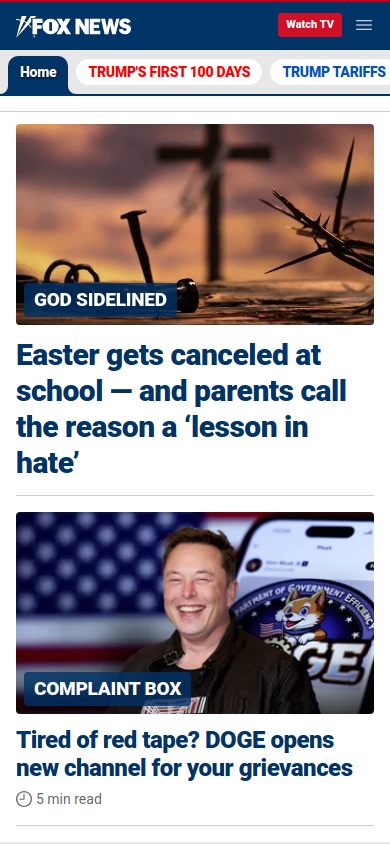 FOX NEWS
Watch TV
Home
TRUMP'S FIRST 100 DAYS
TRUMP TARIFFS
GOD SIDELINED
Easter gets canceled at
school — and parents call
the reason a ‘lesson in
hate’
Post
GE
COMPLAINT BOX
Tired of red tape? DOGE opens
new channel for your grievances
5 min read